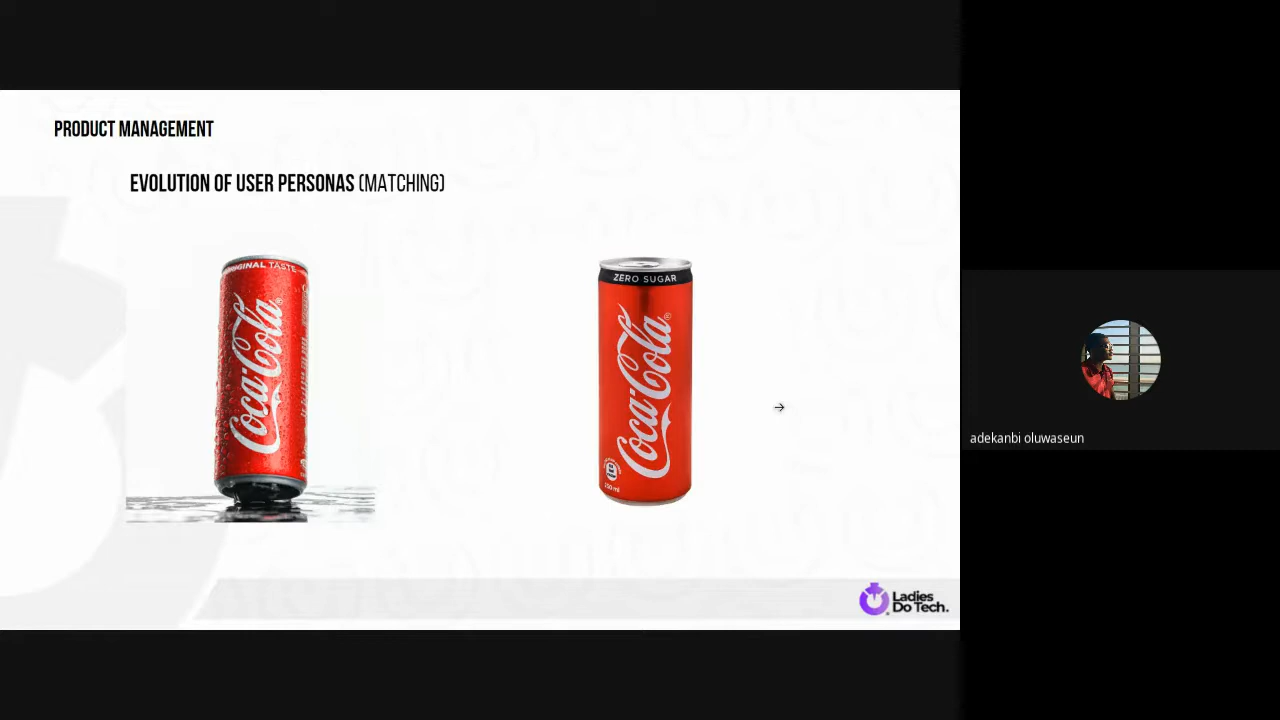 PRODUCT MANAGEMENT
EVOLUTION OF USER PERSONAS (MATCHING)
ORIGINAL TASTE
Coca-Cola
ZERO SUGAR
Coca-Cola
adekanbi oluwaseun
Ladies
Do Tech.